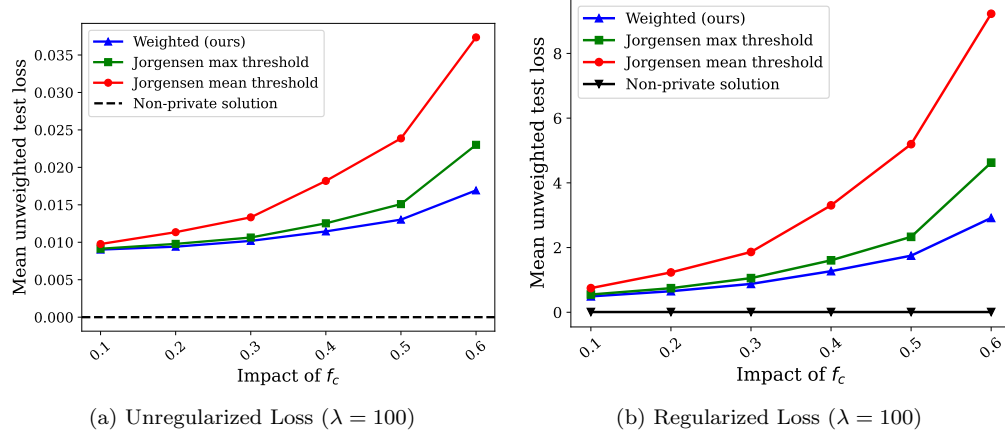 Mean unweighted test loss
0.035
0.030
0.025
0.020
0.015
0.010
0.005
0.000
Weighted (ours)
Jorgensen max threshold
Jorgensen mean threshold
Non-private solution
0.1
0.2
0.3
0.4
0.5
0.6
Impact of f_c
(a) Unregularized Loss (λ = 100)
Mean unweighted test loss
8
6
4
2
0
Weighted (ours)
Jorgensen max threshold
Jorgensen mean threshold
Non-private solution
0.1
0.2
0.3
0.4
0.5
0.6
Impact of f_c
(b) Regularized Loss (λ = 100)